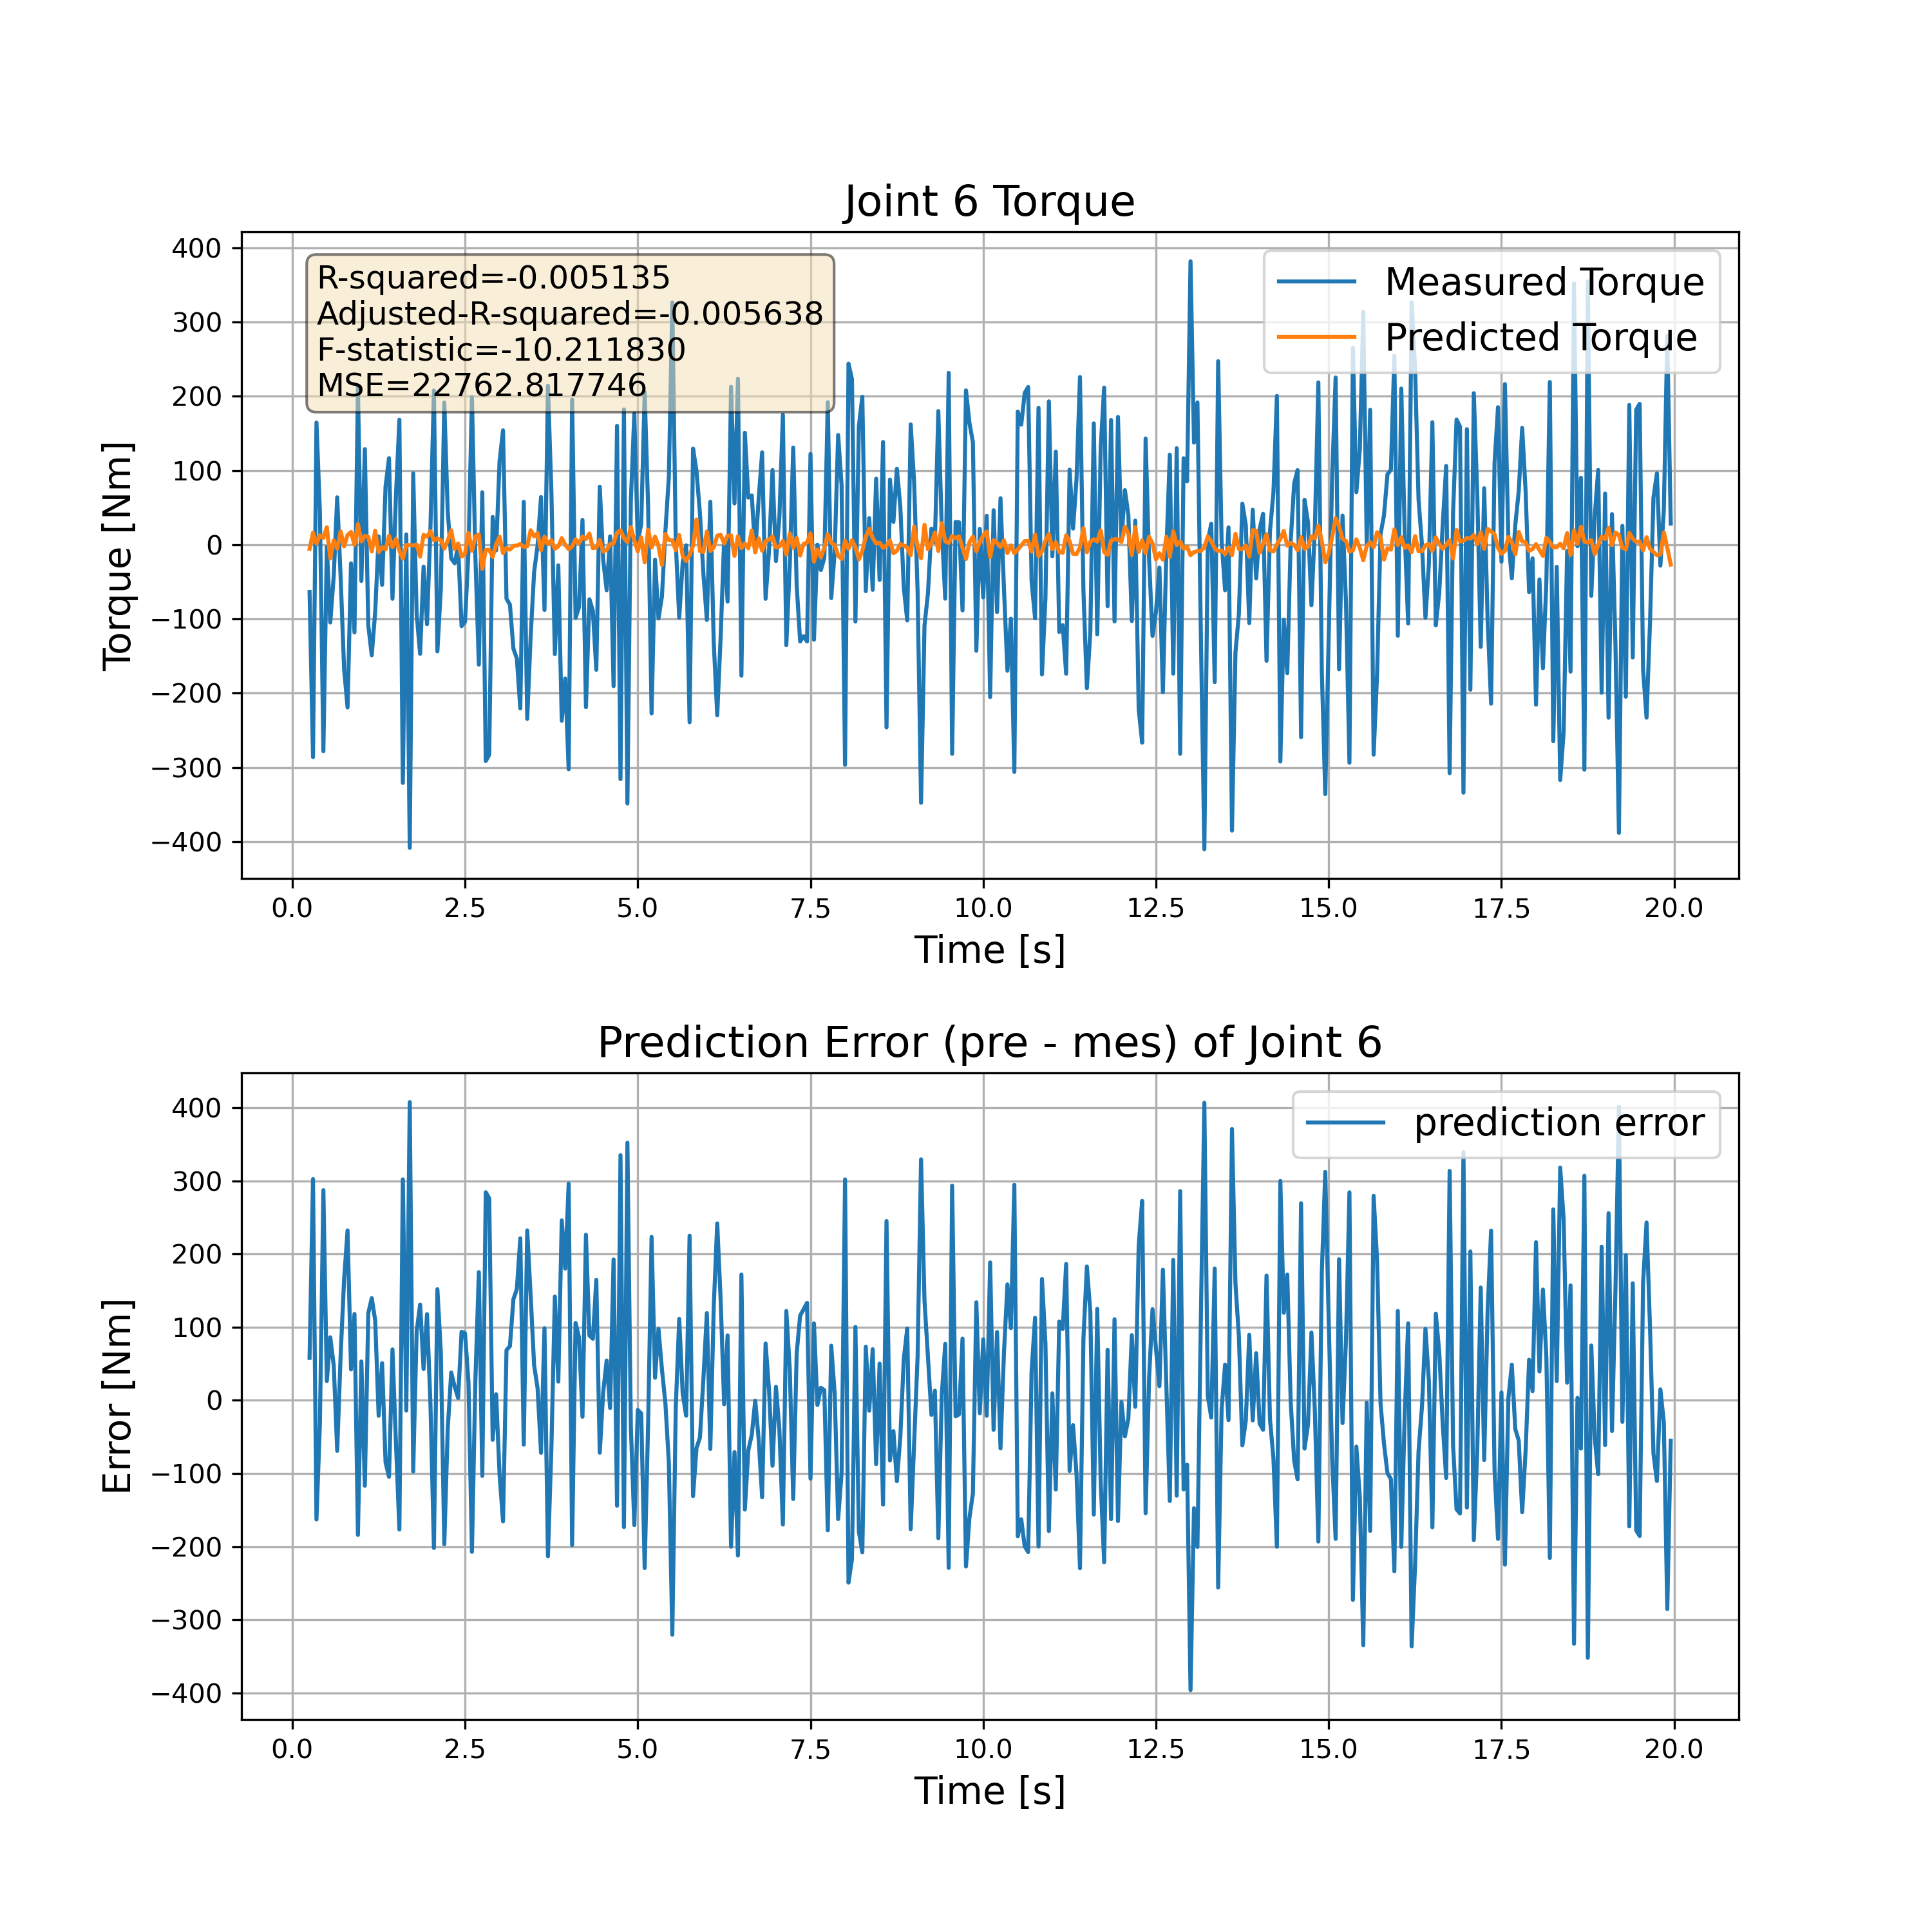 Joint 6 Torque
400
300
200
100
0
−100
−200
−300
−400
Torque [Nm]
R-squared=-0.005135
Adjusted-R-squared=-0.005638
F-statistic=-10.211830
MSE=22762.817746
Measured Torque
Predicted Torque
0.0 2.5 5.0 7.5 10.0 12.5 15.0 17.5 20.0
Time [s]
Prediction Error (pre - mes) of Joint 6
400
300
200
100
0
−100
−200
−300
−400
Error [Nm]
prediction error
0.0 2.5 5.0 7.5 10.0 12.5 15.0 17.5 20.0
Time [s]